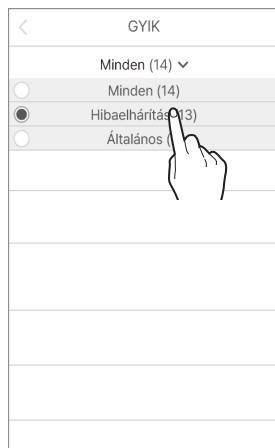 GYIK
Minden (14)
Minden (14)
Hibaelhárítás 13)
Általános (